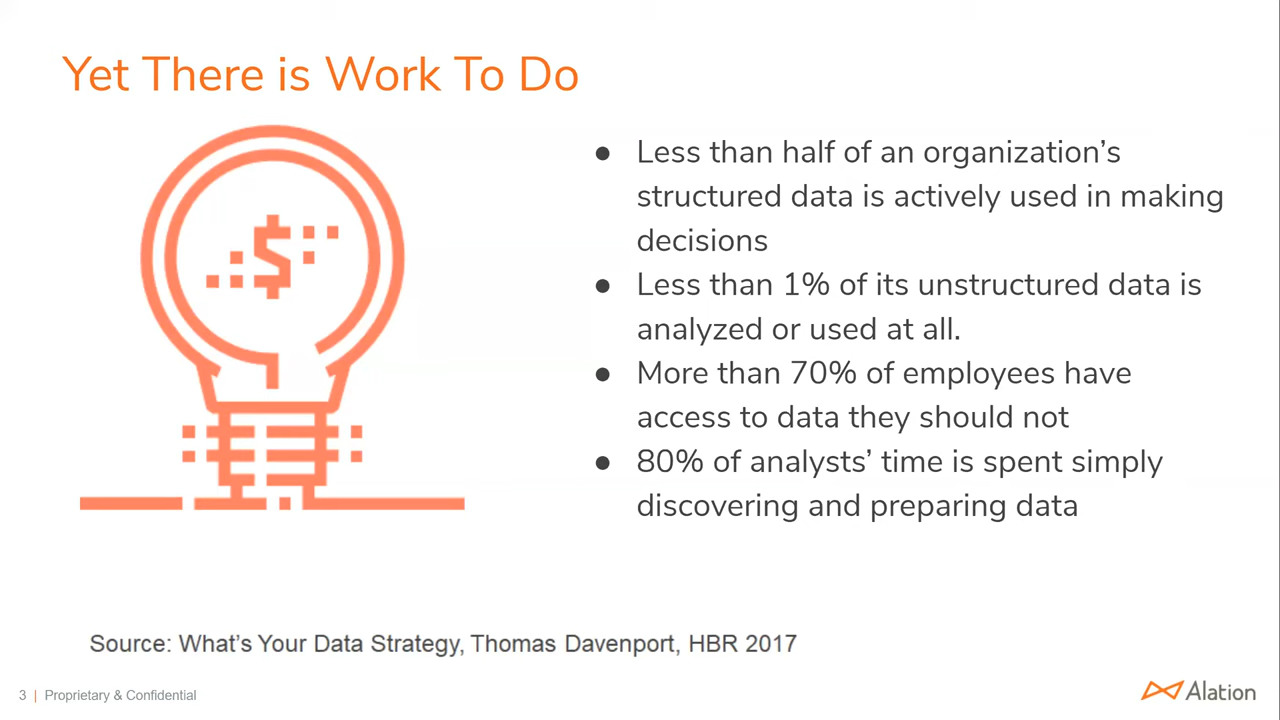 Yet There is Work To Do
$
● Less than half of an organization’s
structured data is actively used in making
decisions
● Less than 1% of its unstructured data is
analyzed or used at all.
● More than 70% of employees have
access to data they should not
● 80% of analysts’ time is spent simply
discovering and preparing data
Source: What’s Your Data Strategy, Thomas Davenport, HBR 2017
3 | Proprietary & Confidential
Alation